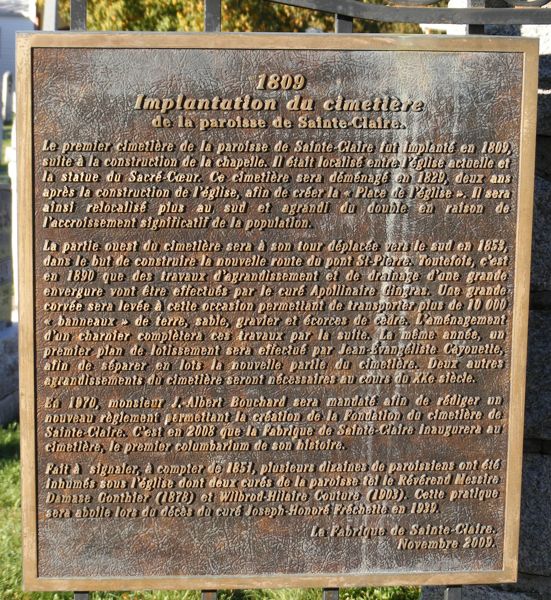 1809
Implantation du cimetière
de la paroisse de Sainte-Claire.
Le premier cimetière de la paroisse de Sainte-Claire fut implanté en 1809,
suite à la construction de la chapelle. Il était localisé entre l'église actuelle et
la statue du Sacré-Cœur. Ce cimetière sera déménagé en 1826, deux ans
après la construction de l'église, afin de créer la « Place de l'église ». Il sera
ainsi relocalisé plus au sud et agrandi du double en raison de
l'accroissement significatif de la population.
La partie ouest du cimetière sera à son tour déplacée vers le sud en 1853,
dans le but de construire la nouvelle route du pont St-Pierre. Toutefois, c'est
en 1890 que des travaux d'agrandissement et de drainage d'une grande
envergure vont être effectués par le curé Apollinaire Gingras. Une grande
corvée sera levée à cette occasion permettant de transporter plus de 10 000
« banneaux » de terre, sable, gravier et écorces de cèdre. L'aménagement
d'un charnier complètera ces travaux par la suite. La même année, un
premier plan de lotissement sera effectué par Jean-Évangéliste Cayouette,
afin de séparer en lots la nouvelle partie du cimetière. Deux autres
agrandissements du cimetière seront nécessaires au cours du XXe siècle.
En 1970, monsieur J.-Albert Bouchard sera mandaté afin de rédiger un
nouveau règlement permettant la création de la Fondation du cimetière de
Sainte-Claire. C'est en 2008 que la Fabrique de Sainte-Claire inaugurera au
cimetière, le premier columbarium de son histoire.
Fait à signaler, à compter de 1851, plusieurs dizaines de paroissiens ont été
inhumés sous l'église dont deux curés de la paroisse tel le Révérend Messire
Damase Gonthier (1878) et Wilbrod-Hilaire Couture (1903). Cette pratique
sera abolie lors du décès du curé Joseph-Honoré Fréchette en 1939.
La Fabrique de Sainte-Claire.
Novembre 2009.